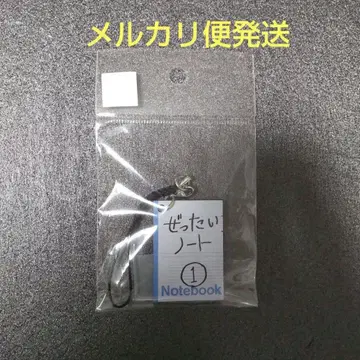 メルカリ便発送
ぜったい
ノート
①
Notebook